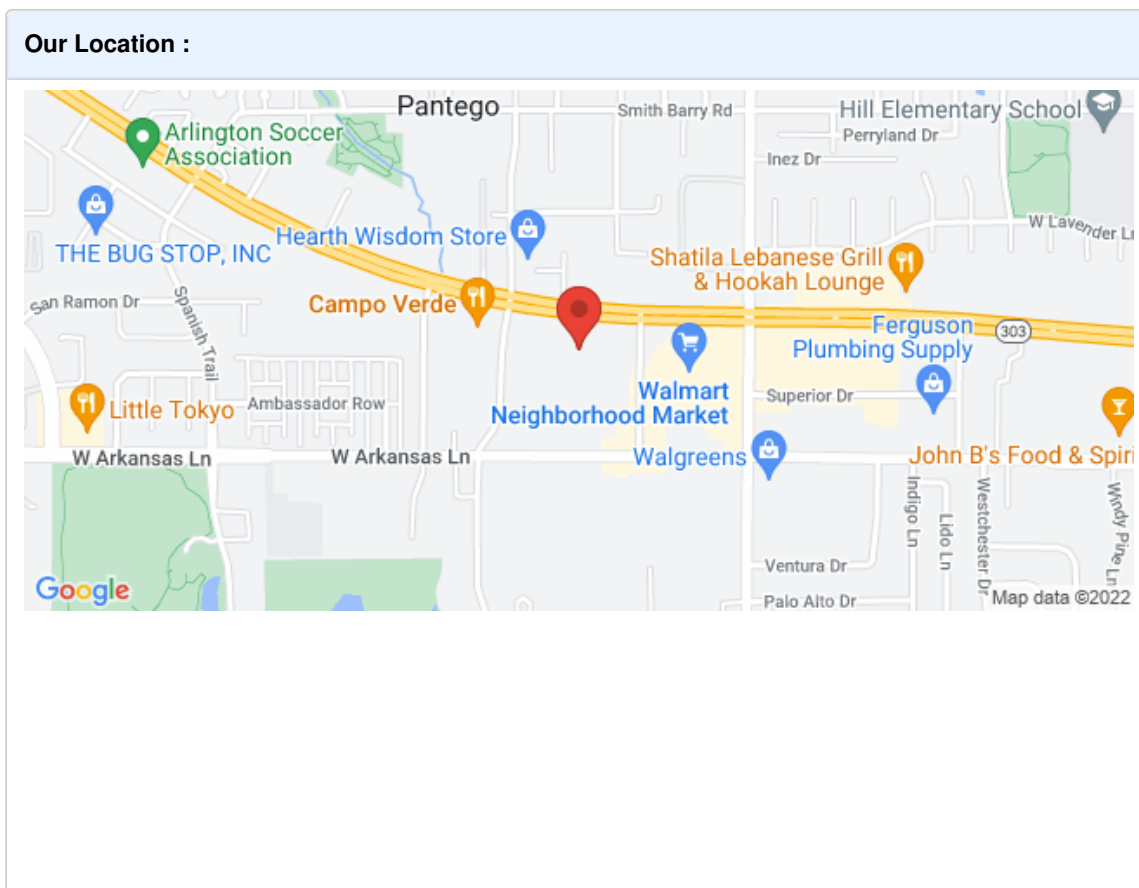 Our Location :
Pantego
Smith Barry Rd
Hill Elementary School
Perryland Dr
Arlington Soccer
Association
Inez Dr
W Lavender Ln
THE BUG STOP, INC
Hearth Wisdom Store
Shatila Lebanese Grill
& Hookah Lounge
San Ramon Dr
Spanish Trail
Campo Verde
Ferguson
Plumbing Supply
303
Walmart
Neighborhood Market
Superior Dr
Little Tokyo
Ambassador Row
W Arkansas Ln
W Arkansas Ln
Walgreens
John B's Food & Spiri
Indigo Ln
Lido Ln
Westchester Dr
Windy Pine Ln
Ventura Dr
Palo Alto Dr
Google
Map data ©2022